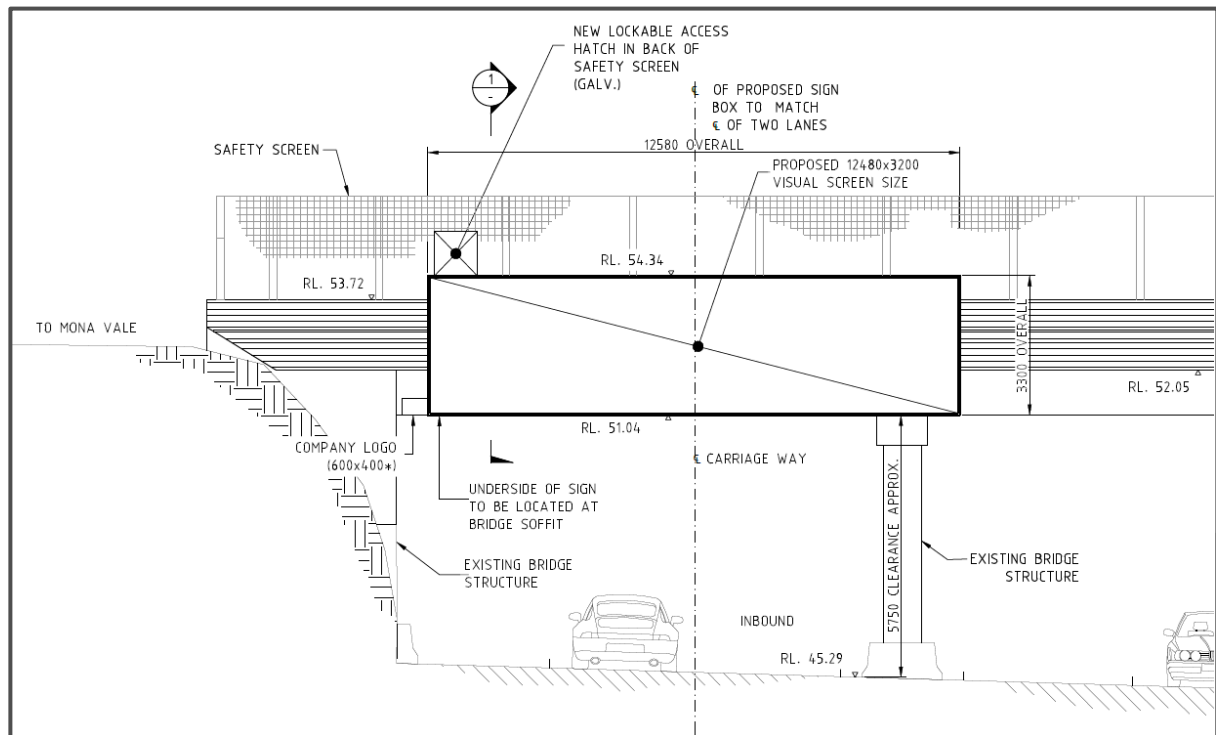 NEW LOCKABLE ACCESS
HATCH IN BACK OF
SAFETY SCREEN
(GALV.)
1
-
℄ OF PROPOSED SIGN
BOX TO MATCH
℄ OF TWO LANES
12580 OVERALL
SAFETY SCREEN
PROPOSED 12480x3200
VISUAL SCREEN SIZE
RL. 54.34
RL. 53.72
TO MONA VALE
3300 OVERALL
RL. 52.05
RL. 51.04
COMPANY LOGO
(600x400*)
℄ CARRIAGE WAY
UNDERSIDE OF SIGN
TO BE LOCATED AT
BRIDGE SOFFIT
5750 CLEARANCE APPROX.
EXISTING BRIDGE
STRUCTURE
EXISTING BRIDGE
STRUCTURE
INBOUND
RL. 45.29